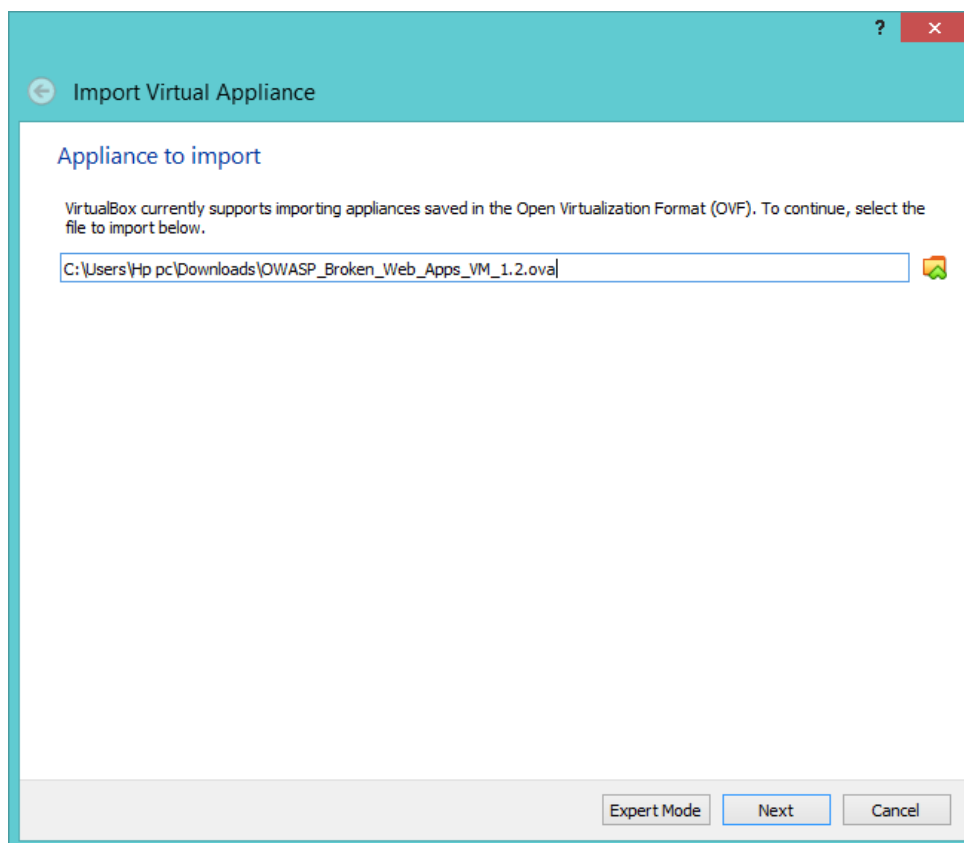 ?
Import Virtual Appliance
Appliance to import
VirtualBox currently supports importing appliances saved in the Open Virtualization Format (OVF). To continue, select the
file to import below.
C:\Users\Hp pc\Downloads\OWASP_Broken_Web_Apps_VM_1.2.ova
Expert Mode Next Cancel